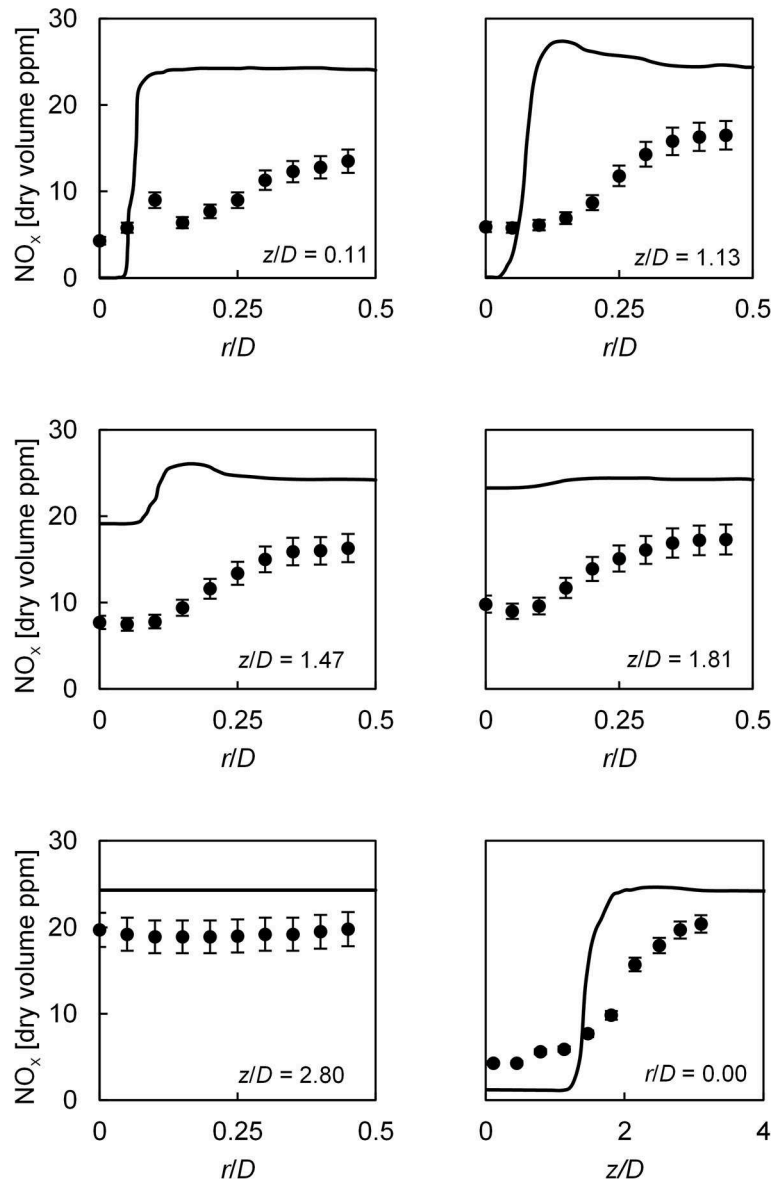 30
20
10
0
NOx [dry volume ppm]
z/D = 0.11
0 0.25 0.5
r/D
z/D = 1.13
0 0.25 0.5
r/D
30
20
10
0
NOx [dry volume ppm]
z/D = 1.47
0 0.25 0.5
r/D
z/D = 1.81
0 0.25 0.5
r/D
30
20
10
0
NOx [dry volume ppm]
z/D = 2.80
0 0.25 0.5
r/D
r/D = 0.00
0 2 4
z/D